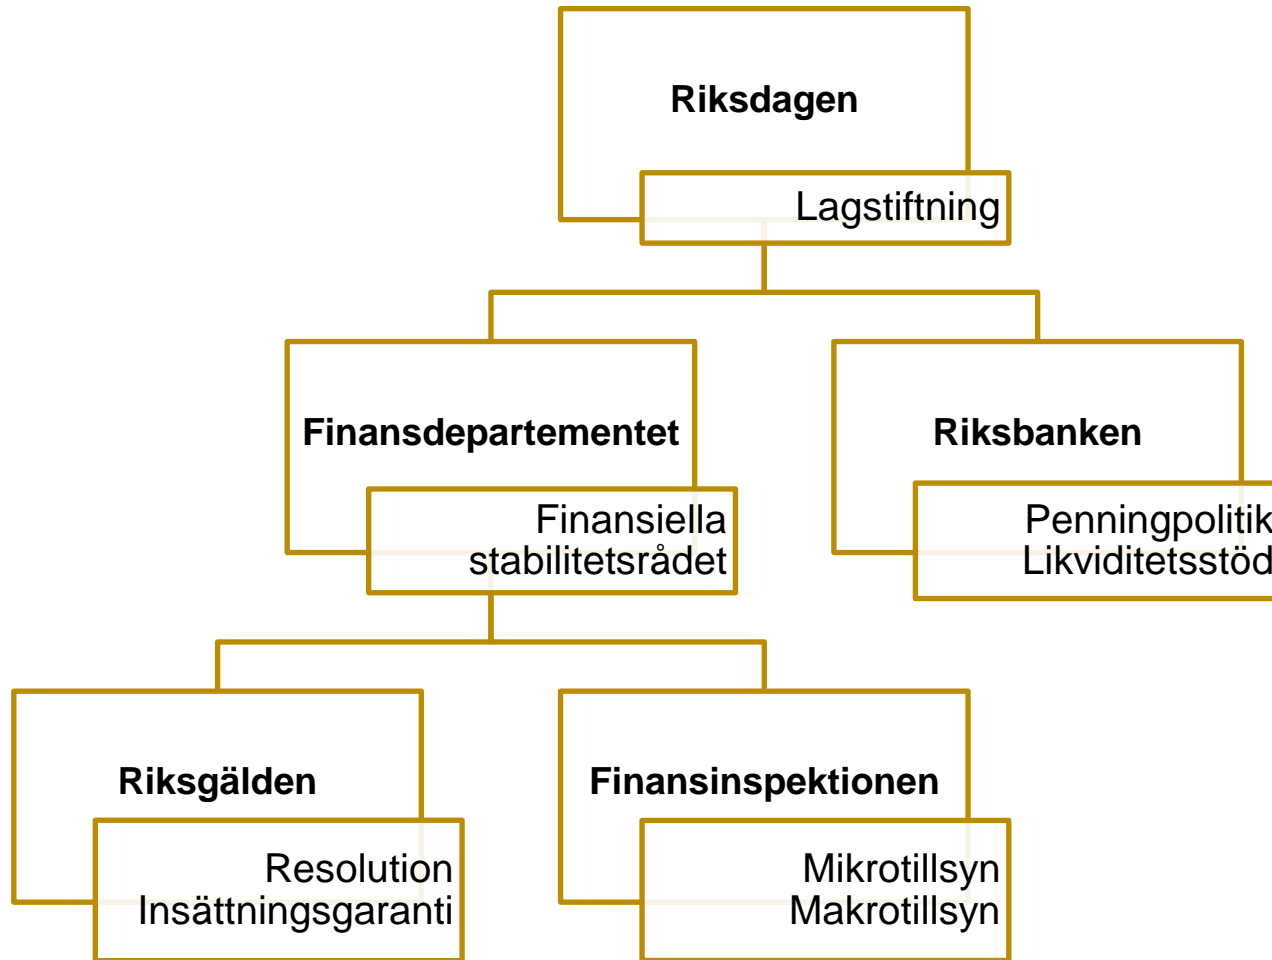 Riksdagen
Lagstiftning
Finansdepartementet
Finansiella
stabilitetsrådet
Riksbanken
Penningpolitik
Likviditetsstöd
Riksgälden
Resolution
Insättningsgaranti
Finansinspektionen
Mikrotillsyn
Makrotillsyn